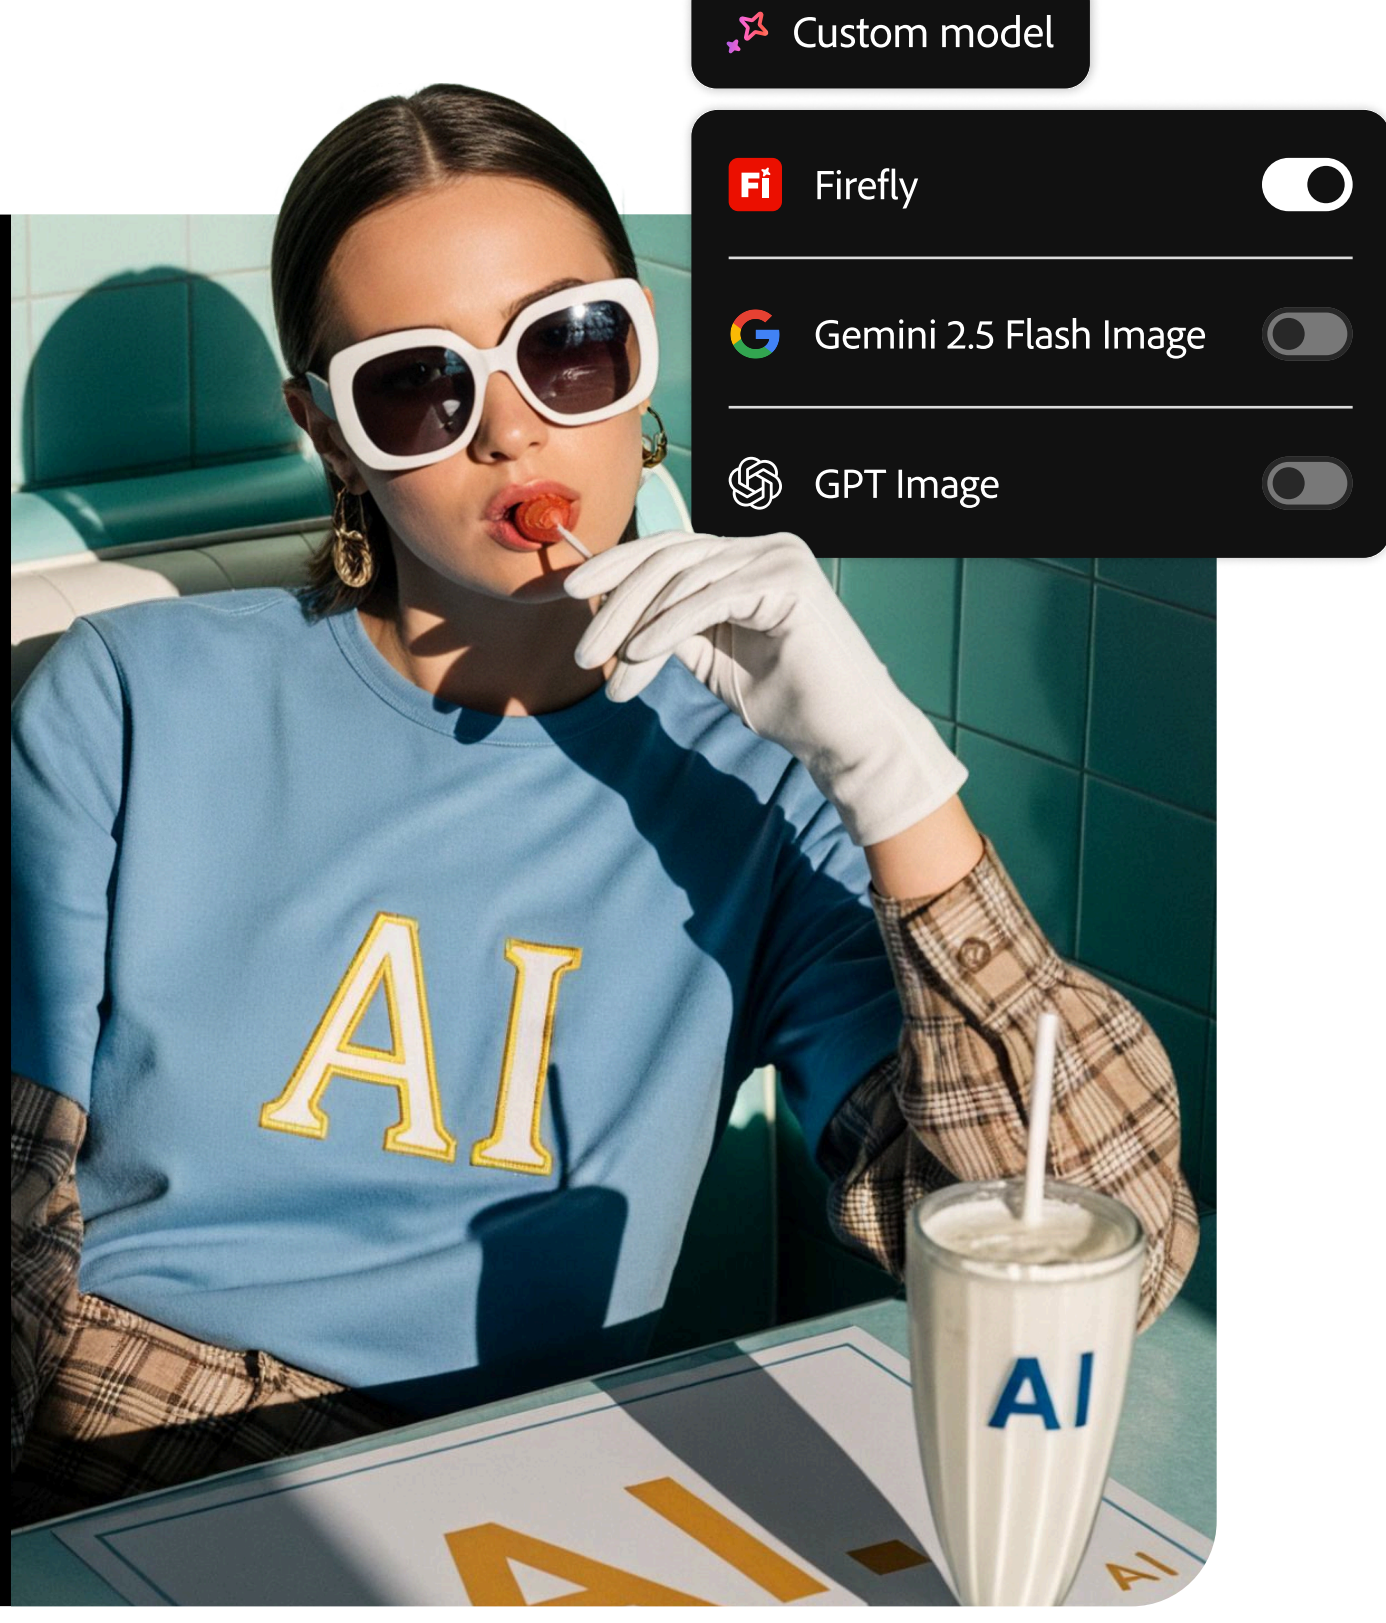 Custom model
Fi
Firefly
Gemini 2.5 Flash Image
G
GPT Image
AI
AI
AI.
AI